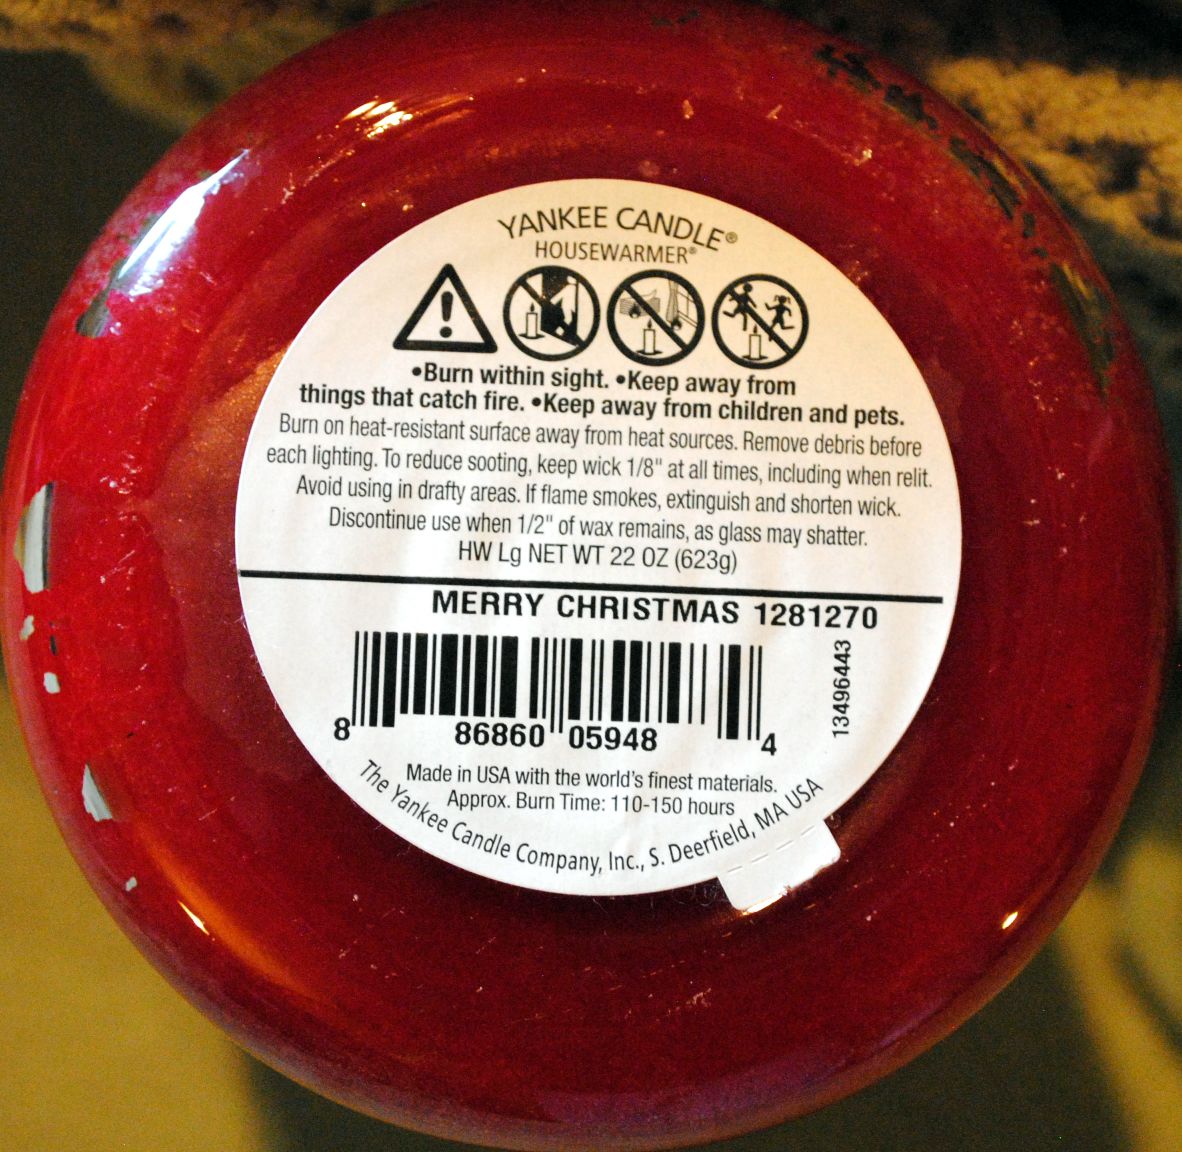 YANKEE CANDLE®
HOUSEWARMER®
•Burn within sight. •Keep away from
things that catch fire. •Keep away from children and pets.
Burn on heat-resistant surface away from heat sources. Remove debris before
each lighting. To reduce sooting, keep wick 1/8" at all times, including when relit.
Avoid using in drafty areas. If flame smokes, extinguish and shorten wick.
Discontinue use when 1/2" of wax remains, as glass may shatter.
HW Lg NET WT 22 OZ (623g)
MERRY CHRISTMAS 1281270
13496443
8 86860 05948 4
Made in USA with the world's finest materials.
Approx. Burn Time: 110-150 hours
The Yankee Candle Company, Inc., S. Deerfield, MA USA